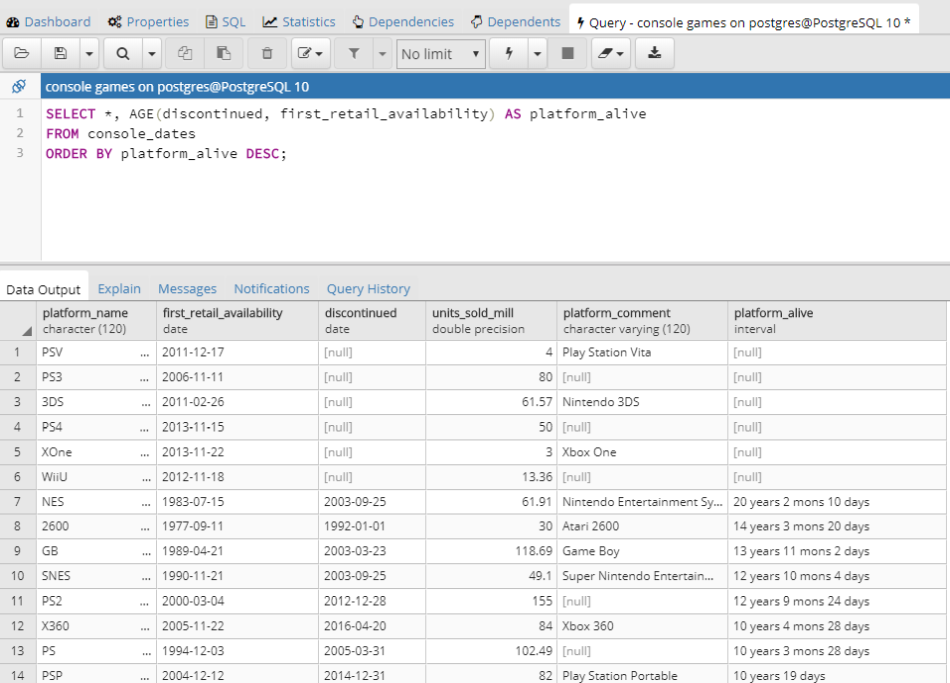 Dashboard Properties SQL Statistics Dependencies Dependents Query - console games on postgres@PostgreSQL 10 *
No limit
console games on postgres@PostgreSQL 10
1 SELECT *, AGE(discontinued, first_retail_availability) AS platform_alive
2 FROM console_dates
3 ORDER BY platform_alive DESC;
Data Output Explain Messages Notifications Query History
platform_name first_retail_availability discontinued units_sold_mill platform_comment platform_alive
character (120) date date double precision character varying (120) interval
1 PSV ... 2011-12-17 [null] 4 Play Station Vita [null]
2 PS3 ... 2006-11-11 [null] 80 [null] [null]
3 3DS ... 2011-02-26 [null] 61.57 Nintendo 3DS [null]
4 PS4 ... 2013-11-15 [null] 50 [null] [null]
5 XOne ... 2013-11-22 [null] 3 Xbox One [null]
6 WiiU ... 2012-11-18 [null] 13.36 [null] [null]
7 NES ... 1983-07-15 2003-09-25 61.91 Nintendo Entertainment Sy... 20 years 2 mons 10 days
8 2600 ... 1977-09-11 1992-01-01 30 Atari 2600 14 years 3 mons 20 days
9 GB ... 1989-04-21 2003-03-23 118.69 Game Boy 13 years 11 mons 2 days
10 SNES ... 1990-11-21 2003-09-25 49.1 Super Nintendo Entertain... 12 years 10 mons 4 days
11 PS2 ... 2000-03-04 2012-12-28 155 [null] 12 years 9 mons 24 days
12 X360 ... 2005-11-22 2016-04-20 84 Xbox 360 10 years 4 mons 28 days
13 PS ... 1994-12-03 2005-03-31 102.49 [null] 10 years 3 mons 28 days
14 PSP ... 2004-12-12 2014-12-31 82 Play Station Portable 10 years 19 days